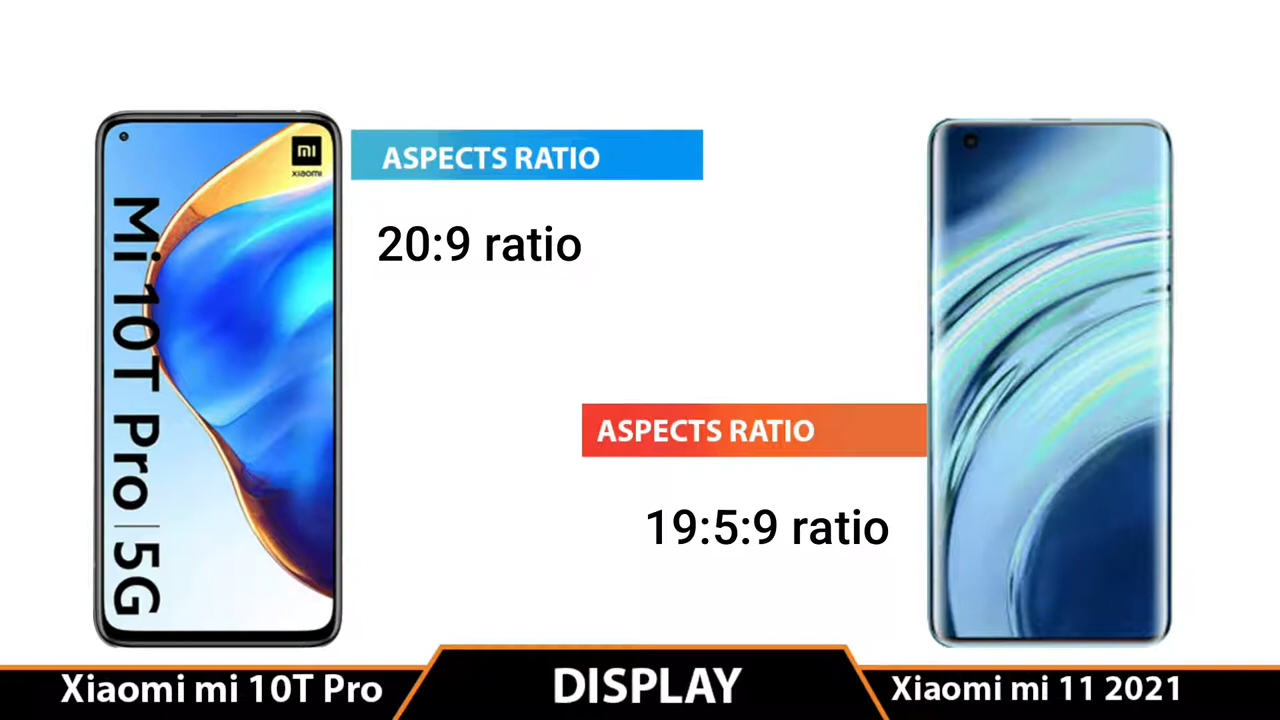 mi
xiaomi
Mi 10T Pro|5G
ASPECTS RATIO
20:9 ratio
ASPECTS RATIO
19:5:9 ratio
Xiaomi mi 10T Pro
DISPLAY
Xiaomi mi 11 2021